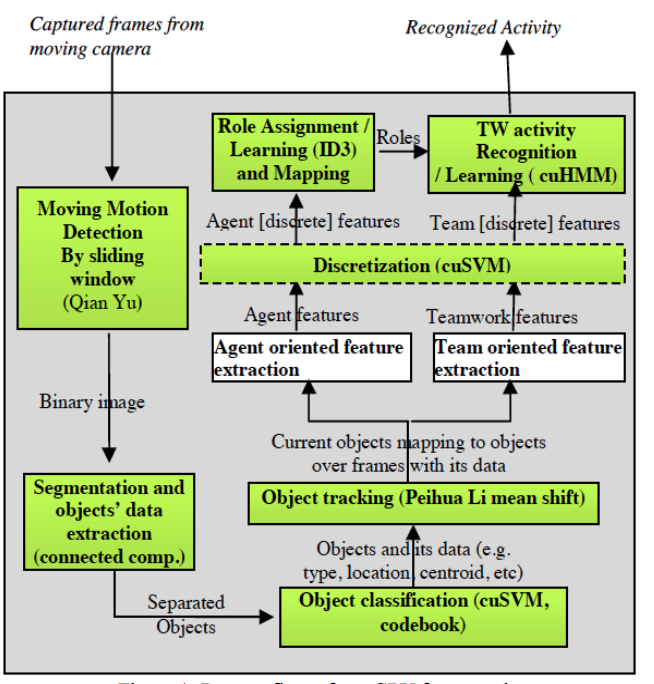 Captured frames from
moving camera
Recognized Activity
Role Assignment /
Learning (ID3)
and Mapping
Roles
TW activity
Recognition
/ Learning ( cuHMM)
Moving Motion
Detection
By sliding
window
(Qian Yu)
Agent [discrete] features
Team [discrete] features
Discretization (cuSVM)
Agent features
Teamwork features
Agent oriented feature
extraction
Team oriented feature
extraction
Binary image
Current objects mapping to objects
over frames with its data
Segmentation and
objects' data
extraction
(connected comp.)
Object tracking (Peihua Li mean shift)
Objects and its data (e.g.
type, location, centroid, etc)
Separated
Objects
Object classification (cuSVM,
codebook)